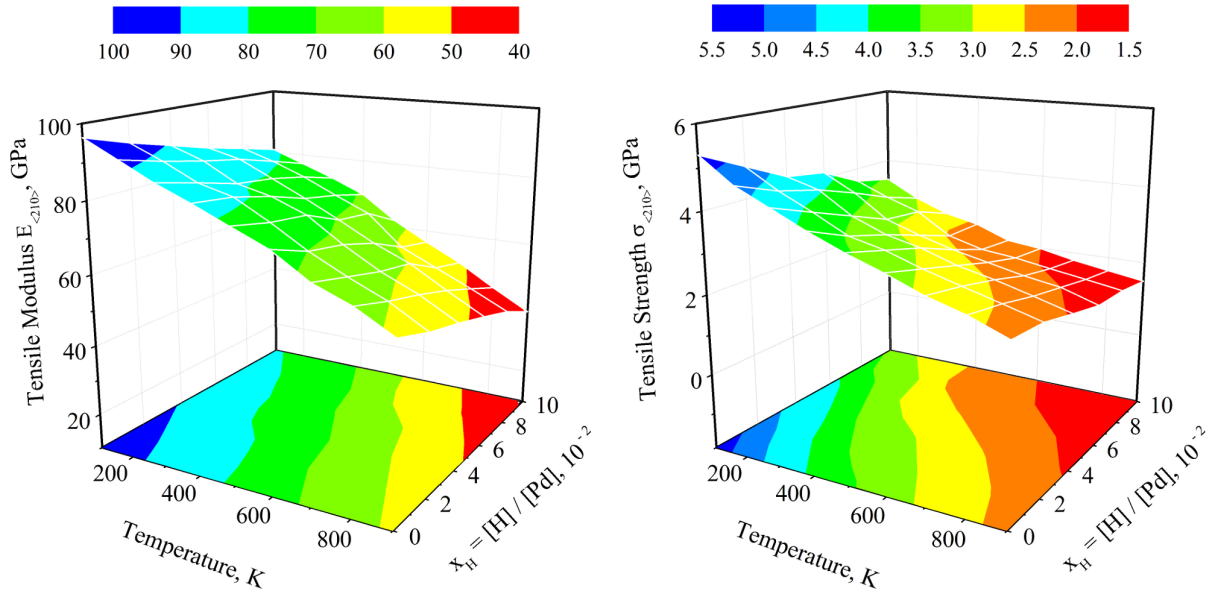 100 90 80 70 60 50 40
5.5 5.0 4.5 4.0 3.5 3.0 2.5 2.0 1.5
Tensile Modulus E<210>, GPa
100
80
60
40
20
200 400 600 800
Temperature, K
0 2 4 6 8 10
xH = [H] / [Pd], 10-2
Tensile Strength σ<210>, GPa
6
4
2
0
200 400 600 800
Temperature, K
0 2 4 6 8 10
xH = [H] / [Pd], 10-2